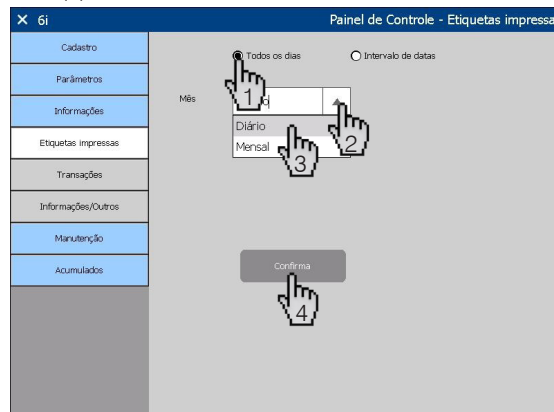 6i
Painel de Controle - Etiquetas impressa
Cadastro
Parâmetros
Informações
Etiquetas impressas
Transações
Informações/Outros
Manutenção
Acumulados
Todos os dias
Intervalo de datas
1
Mês
2
Diário
Mensal
3
Confirma
4